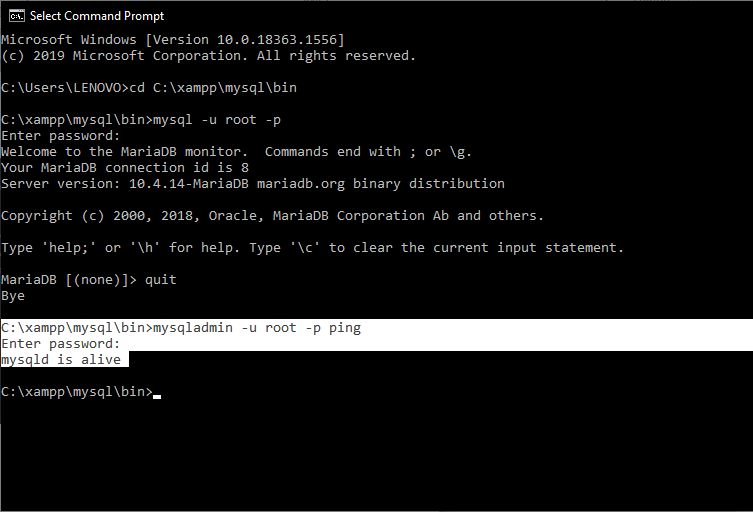 Select Command Prompt
Microsoft Windows [Version 10.0.18363.1556]
(c) 2019 Microsoft Corporation. All rights reserved.
C:\Users\LENOVO>cd C:\xampp\mysql\bin
C:\xampp\mysql\bin>mysql -u root -p
Enter password:
Welcome to the MariaDB monitor.  Commands end with ; or \g.
Your MariaDB connection id is 8
Server version: 10.4.14-MariaDB mariadb.org binary distribution
Copyright (c) 2000, 2018, Oracle, MariaDB Corporation Ab and others.
Type 'help;' or '\h' for help. Type '\c' to clear the current input statement.
MariaDB [(none)]> quit
Bye
C:\xampp\mysql\bin>mysqladmin -u root -p ping
Enter password:
mysqld is alive
C:\xampp\mysql\bin>